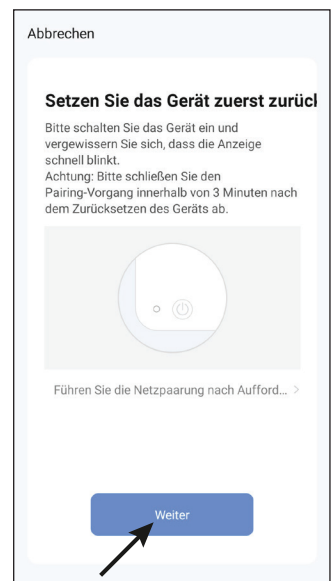 Abbrechen
Setzen Sie das Gerät zuerst zurück
Bitte schalten Sie das Gerät ein und
vergewissern Sie sich, dass die Anzeige
schnell blinkt.
Achtung: Bitte schließen Sie den
Pairing-Vorgang innerhalb von 3 Minuten nach
dem Zurücksetzen des Geräts ab.
Führen Sie die Netzpaarung nach Aufford... >
Weiter